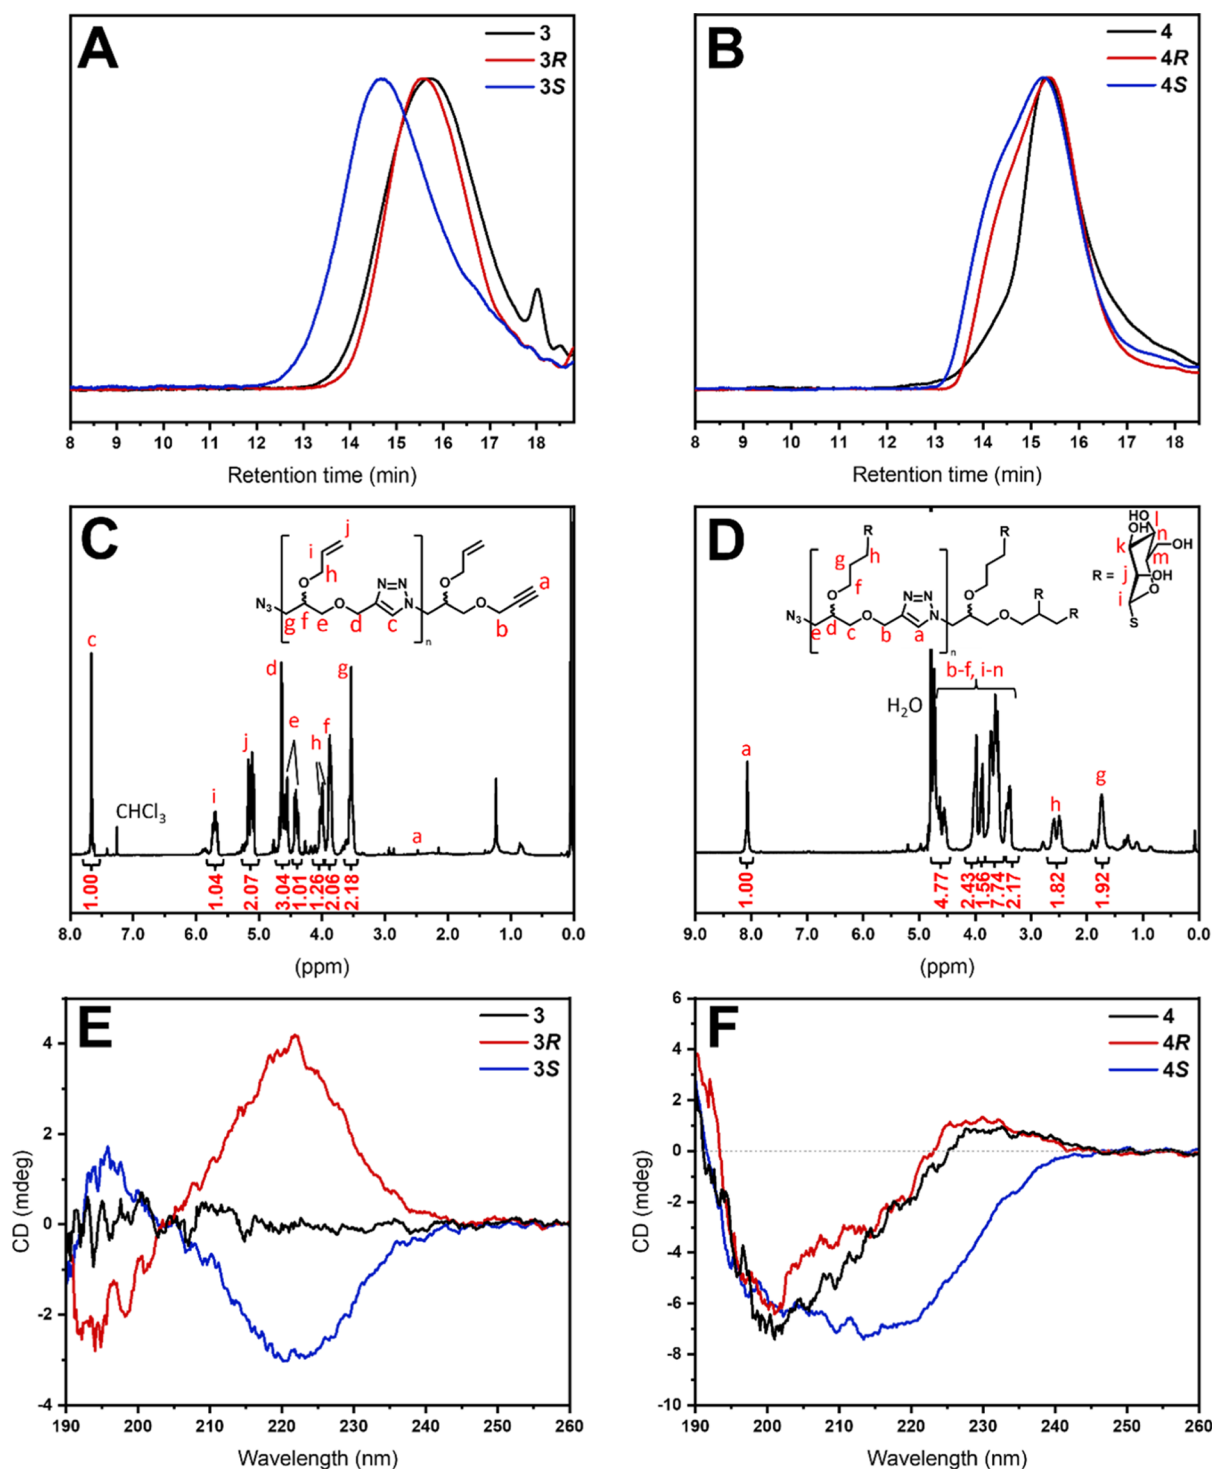 A
3
3R
3S
8 9 10 11 12 13 14 15 16 17 18
Retention time (min)
B
4
4R
4S
8 9 10 11 12 13 14 15 16 17 18
Retention time (min)
C
j
i
h
O
N=N
N
a
N3
O
O
g f e d c b
n
c
d
g
e
f
h
j
i
CHCl3
a
1.00 1.04 2.07 3.04 1.01 1.26 2.08 2.18
8.0 7.0 6.0 5.0 4.0 3.0 2.0 1.0 0.0
(ppm)
D
R
R
g
h
f
O
O
N=N
N
R
R
N3
O
O
e d c b a
n
HO
OH
HO
l
n
k
m
OH
R =
j
OH
i
O
S
b-f, i-n
H2O
a
h
g
1.00 4.77 2.43 1.56 7.74 2.17 1.82 1.92
9.0 8.0 7.0 6.0 5.0 4.0 3.0 2.0 1.0 0.0
(ppm)
E
3
3R
3S
CD (mdeg)
4
2
0
-2
-4
190 200 210 220 230 240 250 260
Wavelength (nm)
F
4
4R
4S
CD (mdeg)
6
4
2
0
-2
-4
-6
-8
-10
190 200 210 220 230 240 250 260
Wavelength (nm)